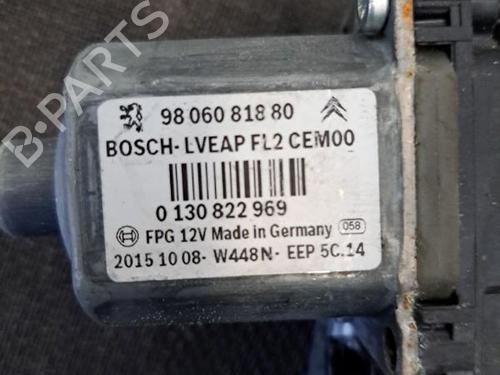 98 060 818 80
BOSCH- LVEAP FL2 CEM00
0 130 822 969
FPG 12V Made in Germany 058
2015 10 08- W448N- EEP 5C.14
B-PARTS